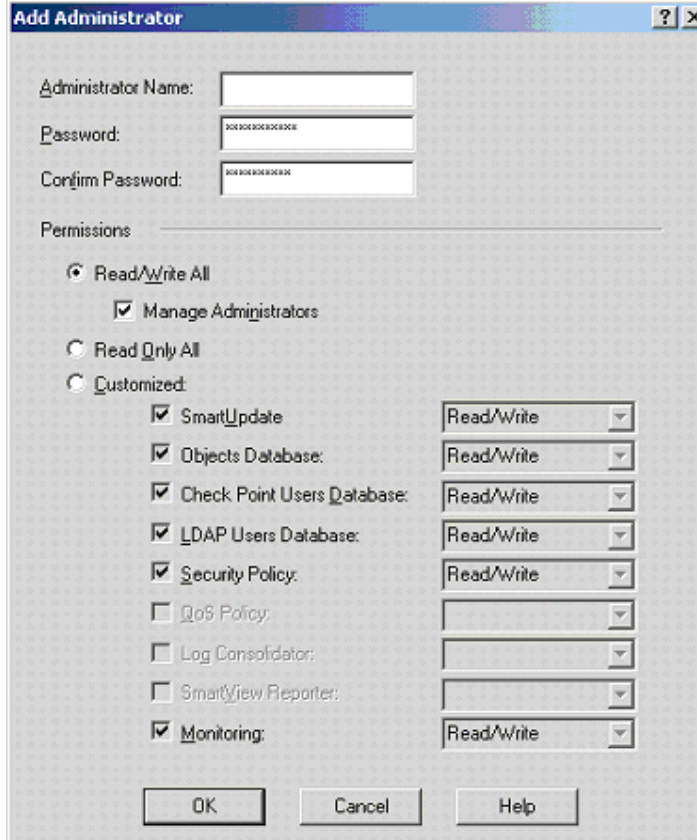 Add Administrator
Administrator Name:
Password: ***********
Confirm Password: **********
Permissions
Read/Write All
Manage Administrators
Read Only All
Customized:
SmartUpdate Read/Write
Objects Database: Read/Write
Check Point Users Database: Read/Write
LDAP Users Database: Read/Write
Security Policy: Read/Write
QoS Policy:
Log Consolidator:
SmartView Reporter:
Monitoring: Read/Write
OK Cancel Help